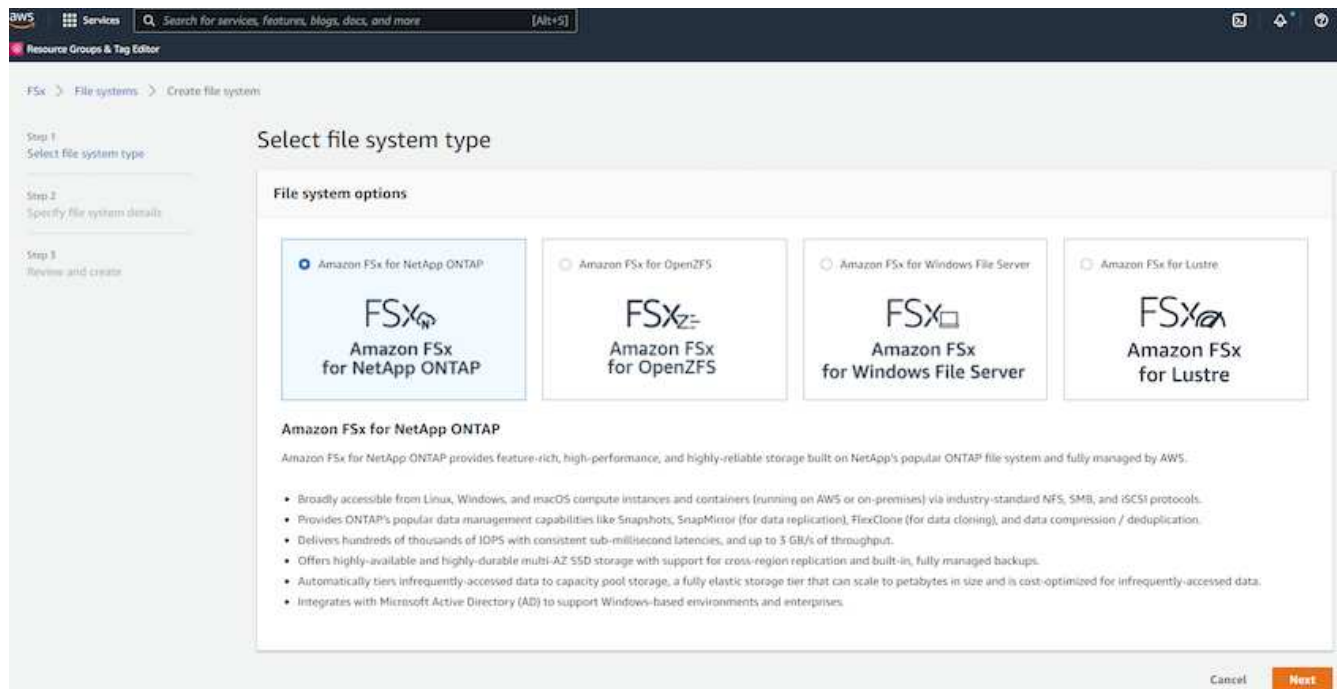 aws Services Search for services, features, blogs, docs, and more [Alt+S]
Resource Groups & Tag Editor
FSx > File systems > Create file system
Step 1
Select file system type
Step 2
Specify file system details
Step 3
Review and create
Select file system type
File system options
Amazon FSx for NetApp ONTAP
FSx N
Amazon FSx
for NetApp ONTAP
Amazon FSx for OpenZFS
FSx Z
Amazon FSx
for OpenZFS
Amazon FSx for Windows File Server
FSx
Amazon FSx
for Windows File Server
Amazon FSx for Lustre
FSx
Amazon FSx
for Lustre
Amazon FSx for NetApp ONTAP
Amazon FSx for NetApp ONTAP provides feature-rich, high-performance, and highly-reliable storage built on NetApp's popular ONTAP file system and fully managed by AWS.
• Broadly accessible from Linux, Windows, and macOS compute instances and containers (running on AWS or on-premises) via industry-standard NFS, SMB, and iSCSI protocols.
• Provides ONTAP's popular data management capabilities like Snapshots, SnapMirror (for data replication), FlexClone (for data cloning), and data compression / deduplication.
• Delivers hundreds of thousands of IOPS with consistent sub-millisecond latencies, and up to 3 GB/s of throughput.
• Offers highly-available and highly-durable multi-AZ SSD storage with support for cross-region replication and built-in, fully managed backups.
• Automatically tiers infrequently-accessed data to capacity pool storage, a fully elastic storage tier that can scale to petabytes in size and is cost-optimized for infrequently-accessed data.
• Integrates with Microsoft Active Directory (AD) to support Windows-based environments and enterprises.
Cancel Next